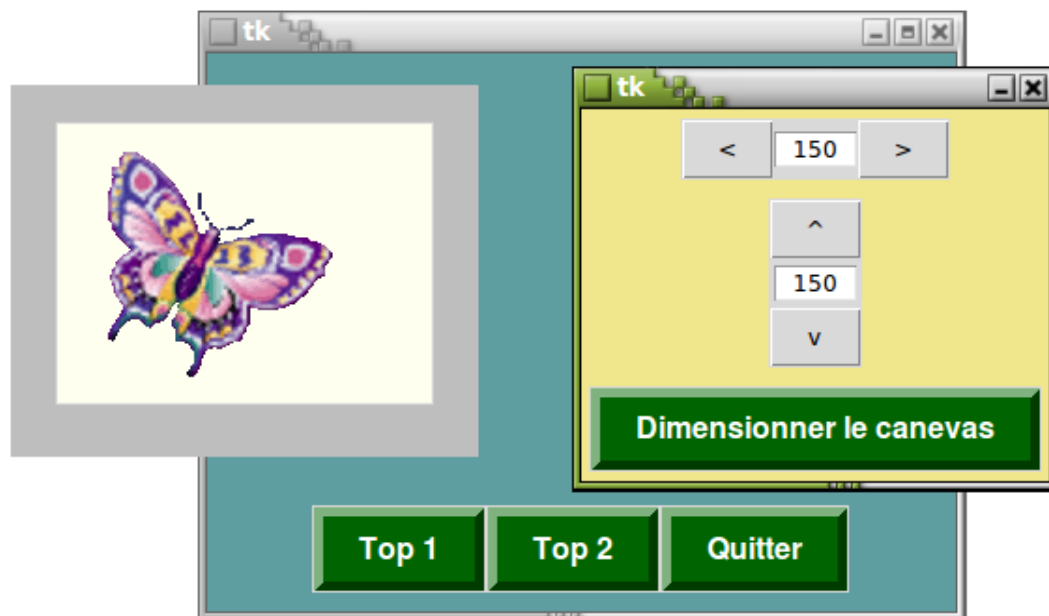 tk
tk
< 150 >
^
150
v
Dimensionner le canevas
Top 1 Top 2 Quitter